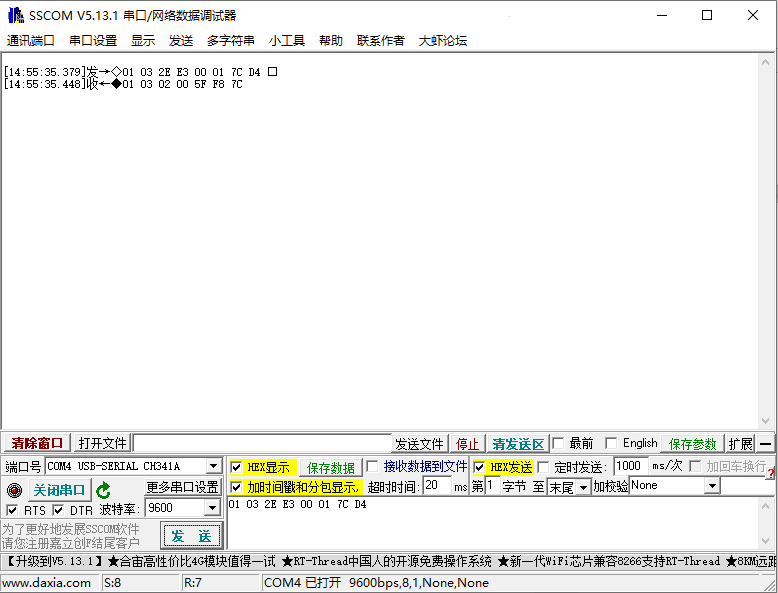 SSCOM V5.13.1 串口/网络数据调试器
通讯端口 串口设置 显示 发送 多字符串 小工具 帮助 联系作者 大虾论坛
[14:55:35.379]发→◇01 03 2E E3 00 01 7C D4 □
[14:55:35.448]收←◆01 03 02 00 5F F8 7C
清除窗口 打开文件 发送文件 停止 清发送区 最前 English 保存参数 扩展 —
端口号 COM4 USB-SERIAL CH341A HEX显示 保存数据 接收数据到文件 HEX发送 定时发送: 1000 ms/次 加回车换行
关闭串口 更多串口设置 加时间戳和分包显示, 超时时间: 20 ms 第 1 字节 至 末尾 加校验 None ?
RTS DTR 波特率: 9600 01 03 2E E3 00 01 7C D4
为了更好地发展SSCOM软件
请您注册嘉立创F结尾客户
发 送
【升级到V5.13.1】★合宙高性价比4G模块值得一试 ★RT-Thread中国人的开源免费操作系统 ★新一代WiFi芯片兼容8266支持RT-Thread ★8KM远距
www.daxia.com S:8 R:7 COM4 已打开 9600bps,8,1,None,None